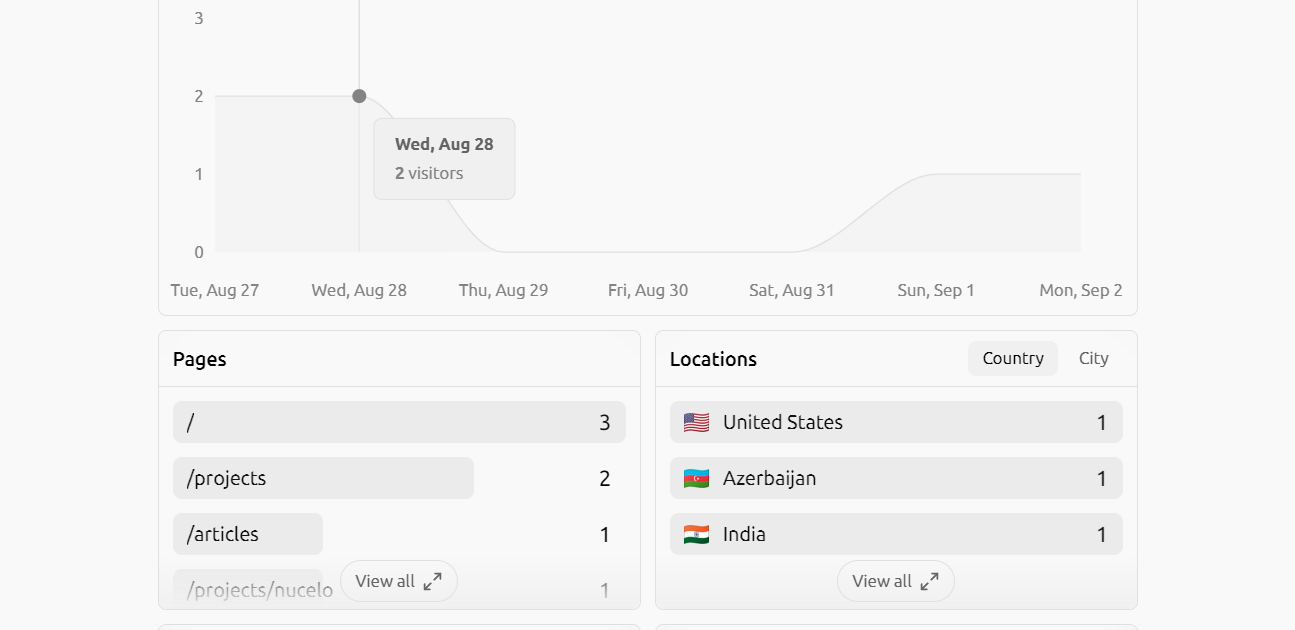 3
2
Wed, Aug 28
2 visitors
1
0
Tue, Aug 27 Wed, Aug 28 Thu, Aug 29 Fri, Aug 30 Sat, Aug 31 Sun, Sep 1 Mon, Sep 2
Pages
/ 3
/projects 2
/articles 1
/projects/nucelo 1
View all
Locations Country City
United States 1
Azerbaijan 1
India 1
View all